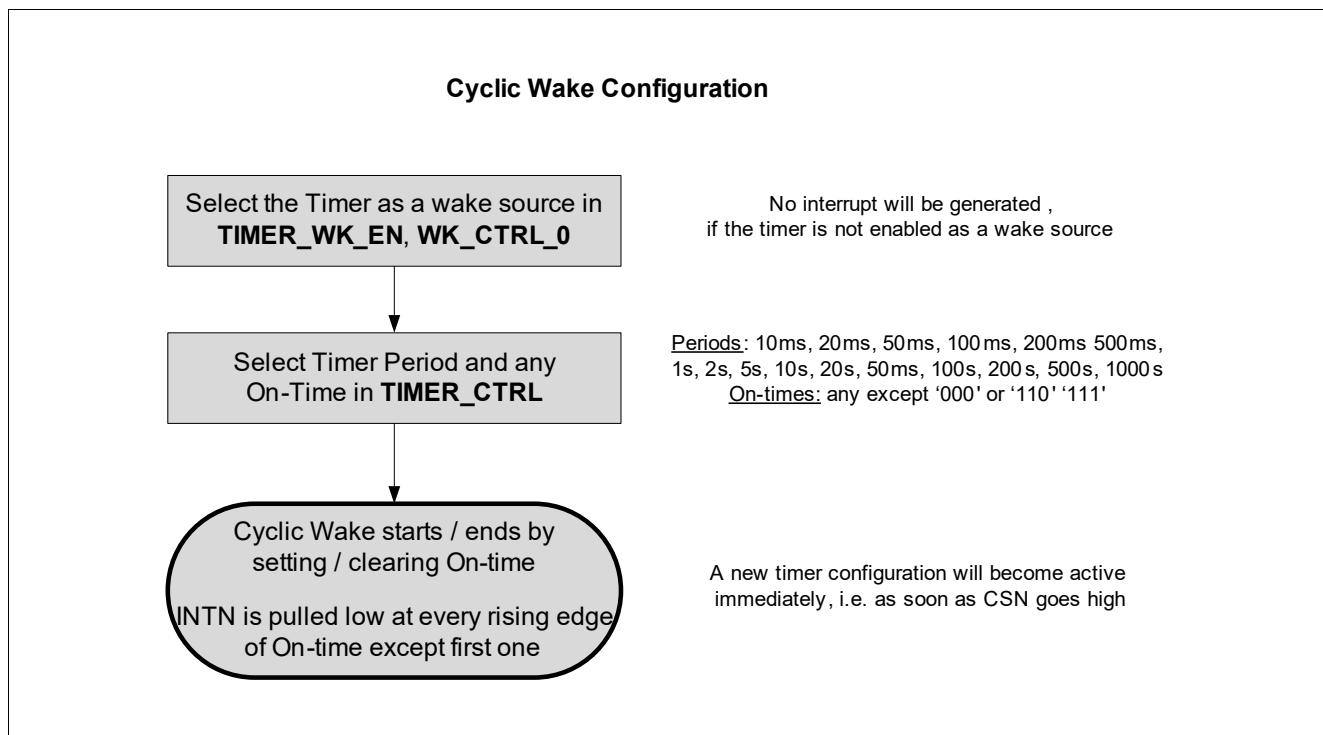 Cyclic Wake Configuration
Select the Timer as a wake source in
TIMER_WK_EN, WK_CTRL_0
No interrupt will be generated ,
if the timer is not enabled as a wake source
Select Timer Period and any
On-Time in TIMER_CTRL
Periods: 10ms, 20ms, 50ms, 100ms, 200ms 500ms,
1s, 2s, 5s, 10s, 20s, 50ms, 100s, 200s, 500s, 1000s
On-times: any except ‘000' or ‘110' ‘111'
Cyclic Wake starts / ends by
setting / clearing On-time
INTN is pulled low at every rising edge
of On-time except first one
A new timer configuration will become active
immediately, i.e. as soon as CSN goes high